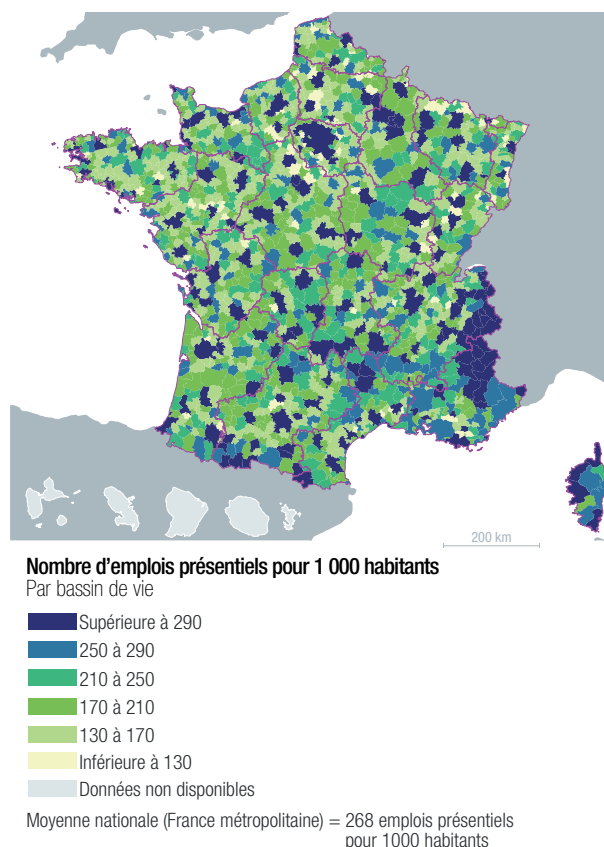 200 km
Nombre d'emplois présentiels pour 1 000 habitants
Par bassin de vie
Supérieure à 290
250 à 290
210 à 250
170 à 210
130 à 170
Inférieure à 130
Données non disponibles
Moyenne nationale (France métropolitaine) = 268 emplois présentiels
pour 1000 habitants